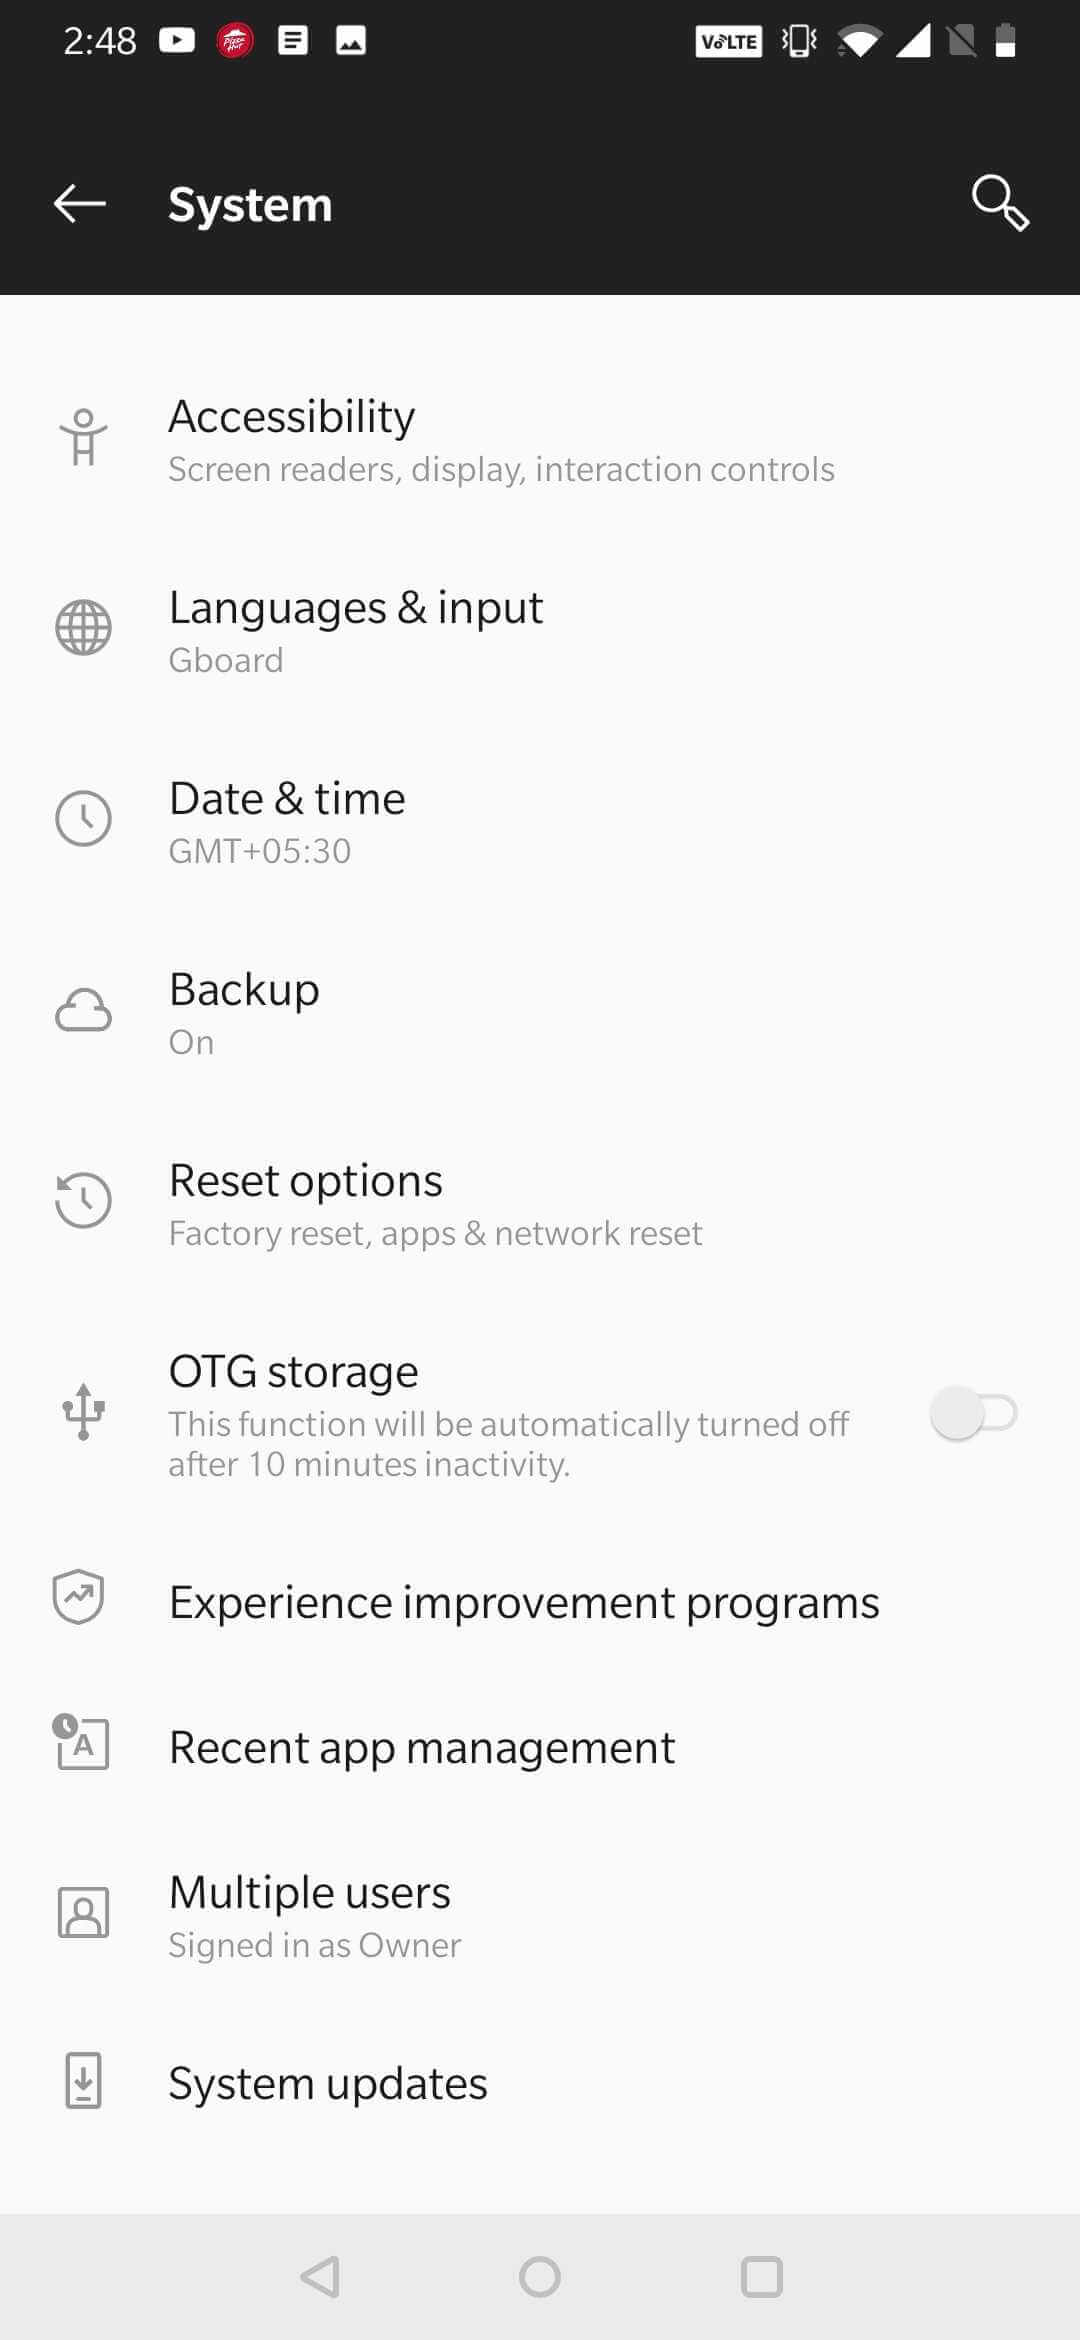 2:48
Pizza Hut
VoLTE
System
Accessibility
Screen readers, display, interaction controls
Languages & input
Gboard
Date & time
GMT+05:30
Backup
On
Reset options
Factory reset, apps & network reset
OTG storage
This function will be automatically turned off
after 10 minutes inactivity.
Experience improvement programs
A
Recent app management
Multiple users
Signed in as Owner
System updates